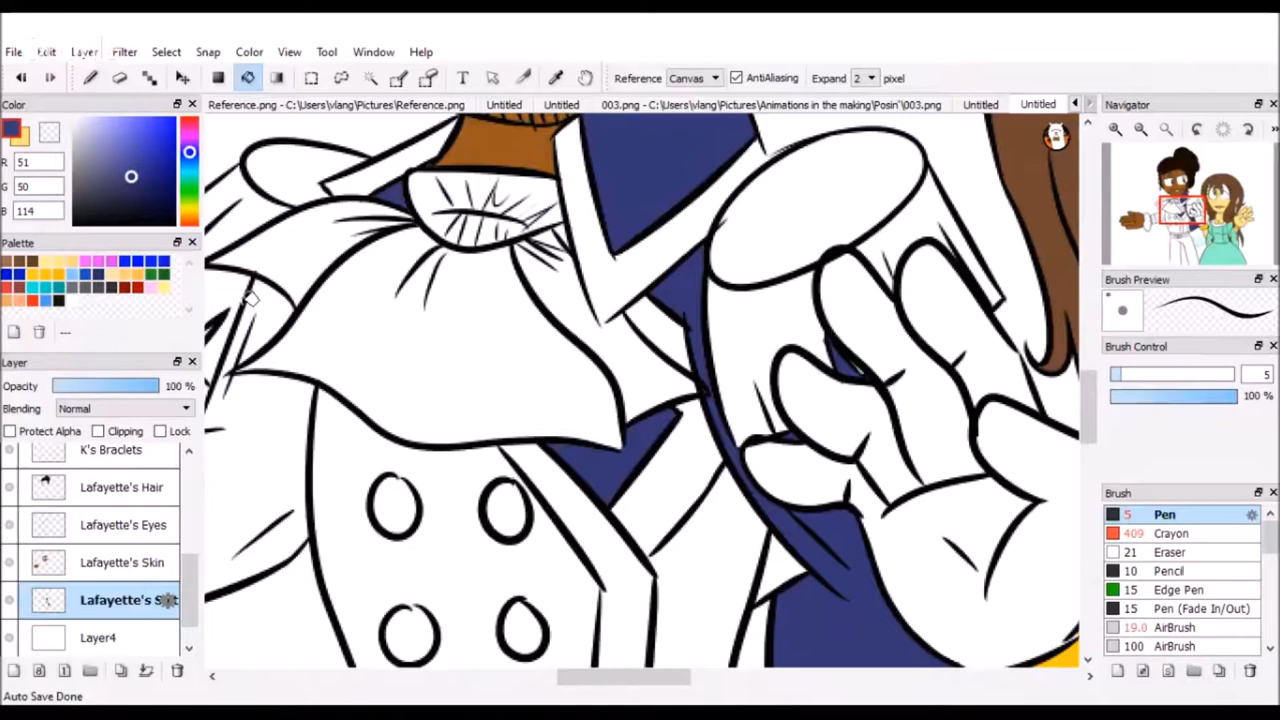 File Edit Layer Filter Select Snap Color View Tool Window Help
Reference Canvas AntiAliasing Expand 2 pixel
Color
Reference.png - C:\Users\vlang\Pictures\Reference.png Untitled Untitled 003.png - C:\Users\vlang\Pictures\Animations in the making\Posin'\003.png Untitled Untitled
Navigator
R 51
G 50
B 114
Palette
Brush Preview
Brush Control
5
100 %
Layer
Opacity 100 %
Blending Normal
Protect Alpha Clipping Lock
K's Braclets
Lafayette's Hair
Lafayette's Eyes
Lafayette's Skin
Layer4
Brush
5 Pen
409 Crayon
21 Eraser
10 Pencil
15 Edge Pen
15 Pen (Fade In/Out)
19.0 AirBrush
100 AirBrush
Auto Save Done